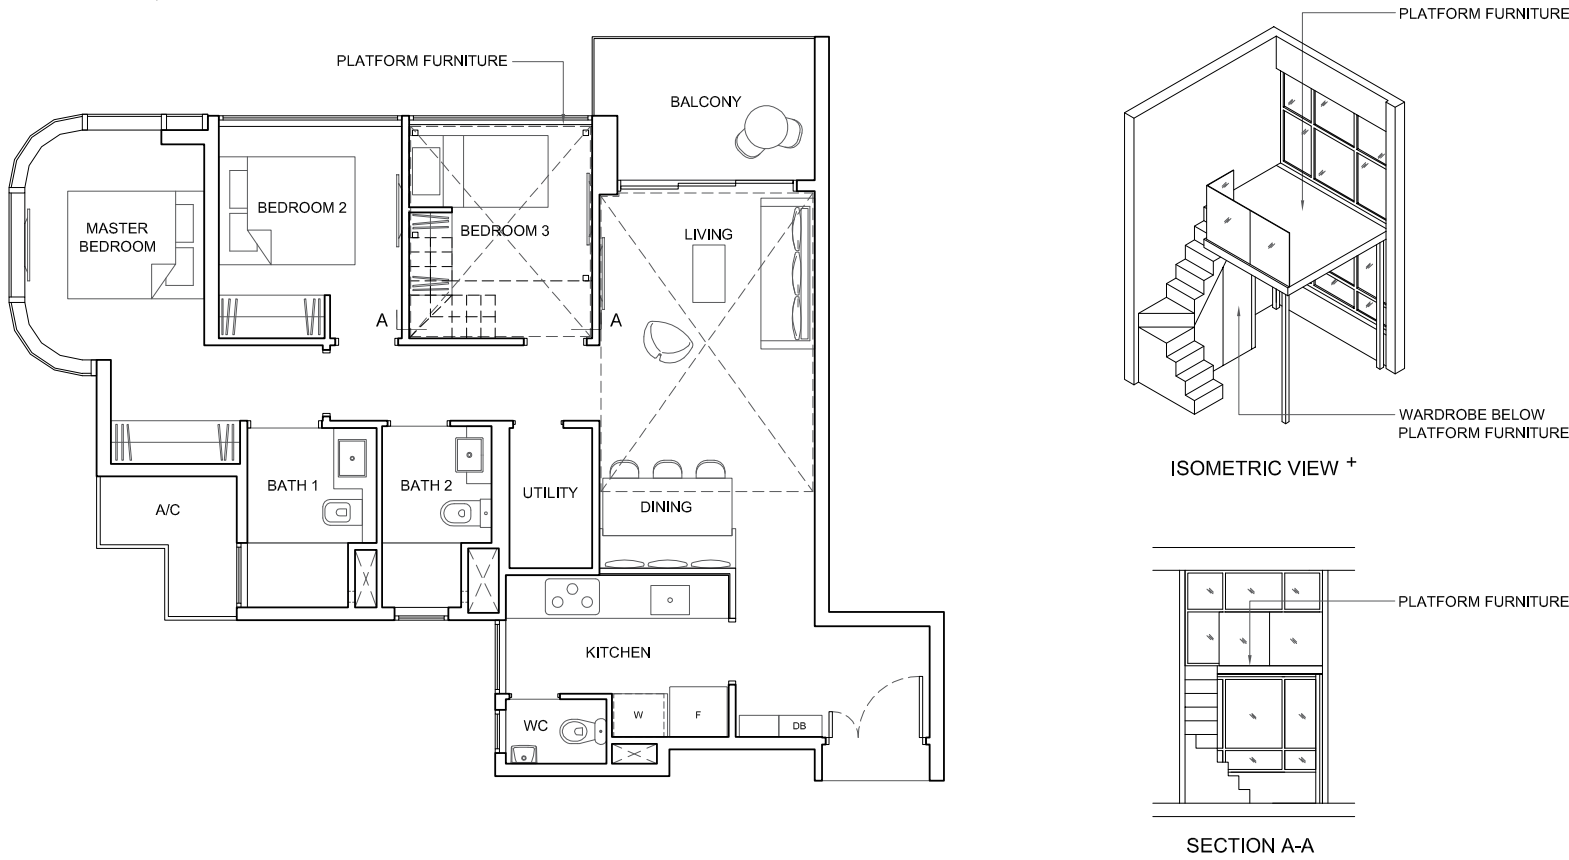 PLATFORM FURNITURE
BALCONY
MASTER
BEDROOM
BEDROOM 2
BEDROOM 3
LIVING
A
A
BATH 1
BATH 2
UTILITY
DINING
A/C
KITCHEN
WC
W
F
DB
PLATFORM FURNITURE
WARDROBE BELOW
PLATFORM FURNITURE
ISOMETRIC VIEW +
PLATFORM FURNITURE
SECTION A-A